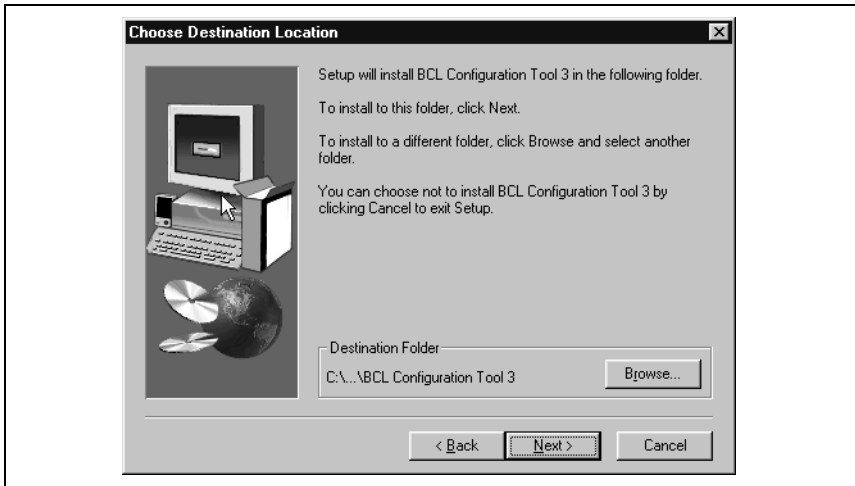 Choose Destination Location
Setup will install BCL Configuration Tool 3 in the following folder.
To install to this folder, click Next.
To install to a different folder, click Browse and select another
folder.
You can choose not to install BCL Configuration Tool 3 by
clicking Cancel to exit Setup.
Destination Folder
C:\...\BCL Configuration Tool 3
Browse...
< Back
Next >
Cancel